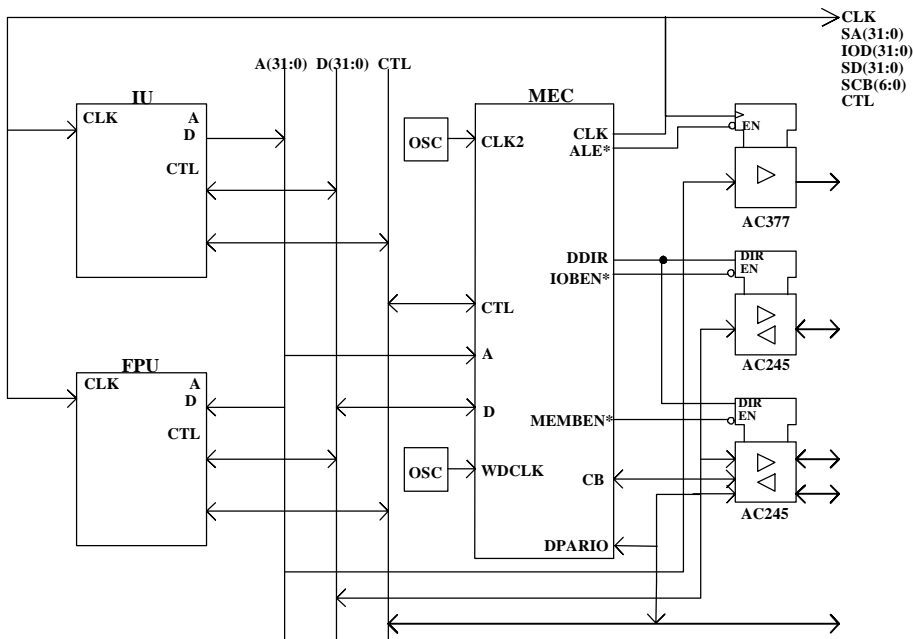 CLK
SA(31:0)
IOD(31:0)
SD(31:0)
SCB(6:0)
CTL
A(31:0) D(31:0) CTL
IU
CLK
A
D
CTL
FPU
CLK
A
D
CTL
OSC
OSC
MEC
CLK2
CTL
A
D
WDCLK
CLK
ALE*
DDIR
IOBEN*
MEMBEN*
CB
DPARIO
EN
AC377
DIR
EN
AC245
DIR
EN
AC245